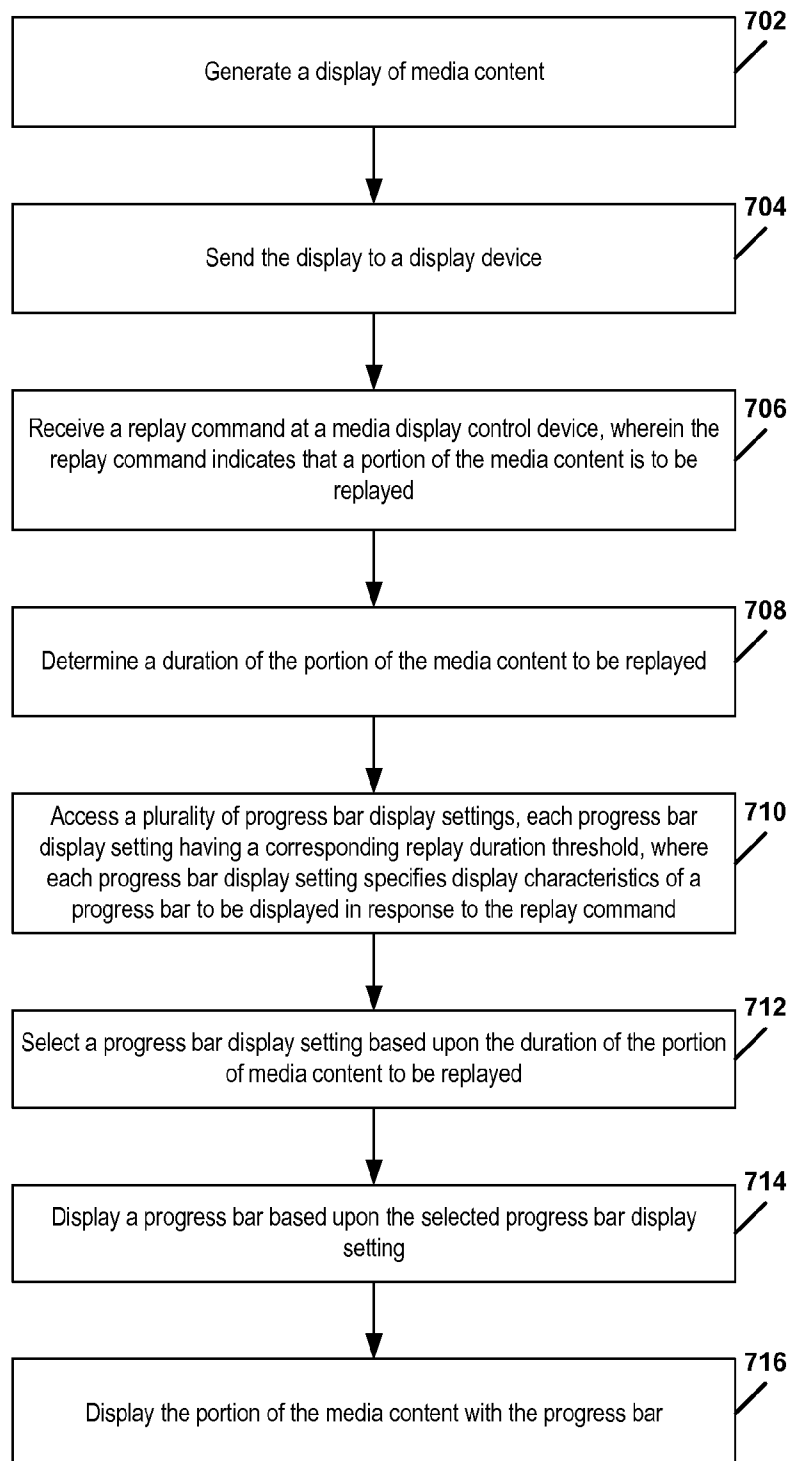 702
Generate a display of media content
704
Send the display to a display device
706
Receive a replay command at a media display control device, wherein the
replay command indicates that a portion of the media content is to be
replayed
708
Determine a duration of the portion of the media content to be replayed
710
Access a plurality of progress bar display settings, each progress bar
display setting having a corresponding replay duration threshold, where
each progress bar display setting specifies display characteristics of a
progress bar to be displayed in response to the replay command
712
Select a progress bar display setting based upon the duration of the portion
of media content to be replayed
714
Display a progress bar based upon the selected progress bar display
setting
716
Display the portion of the media content with the progress bar